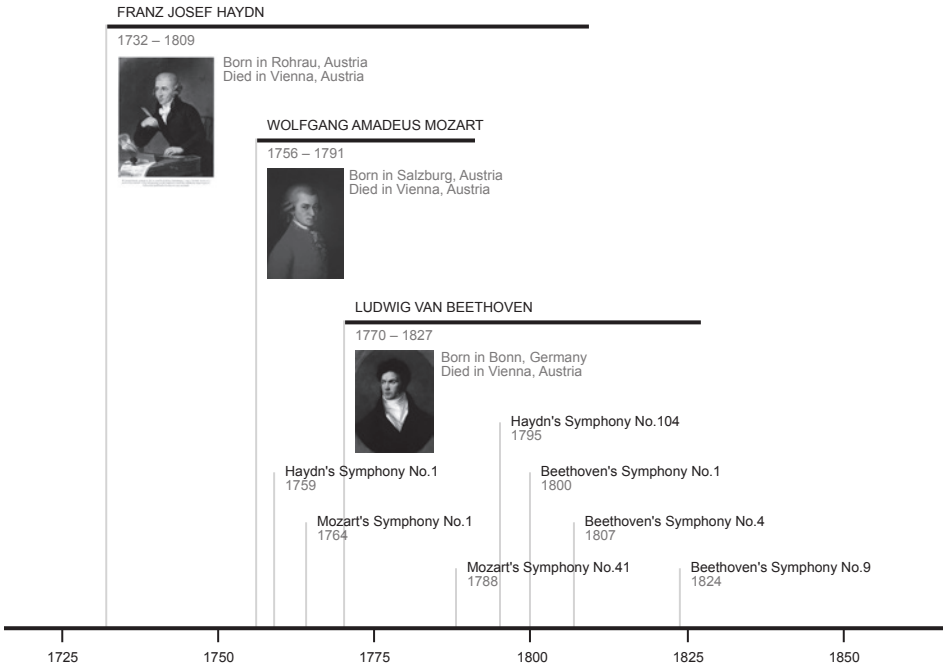 FRANZ JOSEF HAYDN
1732 – 1809
Born in Rohrau, Austria
Died in Vienna, Austria
WOLFGANG AMADEUS MOZART
1756 – 1791
Born in Salzburg, Austria
Died in Vienna, Austria
LUDWIG VAN BEETHOVEN
1770 – 1827
Born in Bonn, Germany
Died in Vienna, Austria
Haydn's Symphony No.104
1795
Haydn's Symphony No.1
1759
Beethoven's Symphony No.1
1800
Mozart's Symphony No.1
1764
Beethoven's Symphony No.4
1807
Mozart's Symphony No.41
1788
Beethoven's Symphony No.9
1824
1725 1750 1775 1800 1825 1850